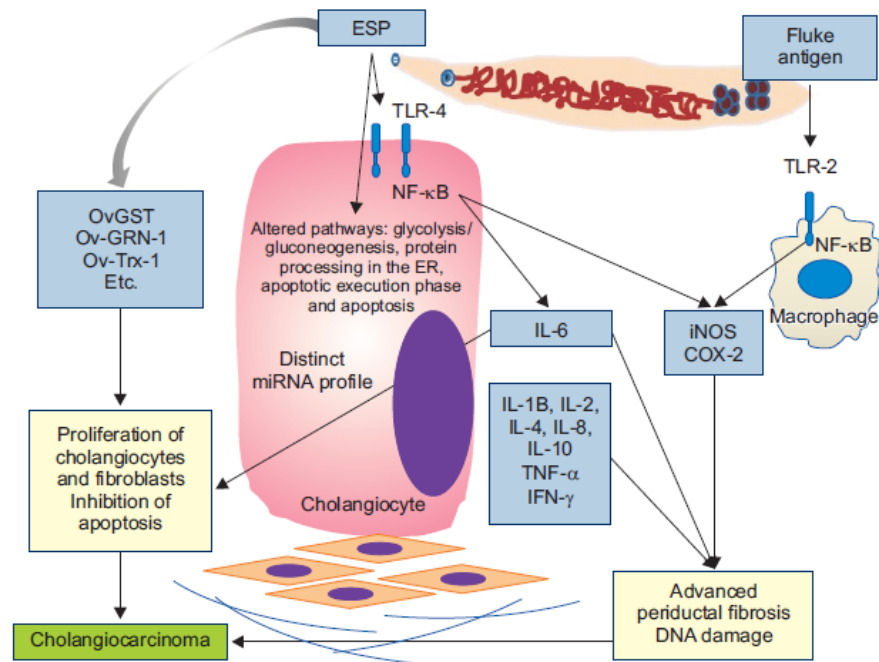 ESP
Fluke
antigen
TLR-4
TLR-2
NF-κB
NF-κB
Macrophage
OvGST
Ov-GRN-1
Ov-Trx-1
Etc.
Altered pathways: glycolysis/
gluconeogenesis, protein
processing in the ER,
apoptotic execution phase
and apoptosis
IL-6
iNOS
COX-2
Distinct
miRNA profile
IL-1B, IL-2,
IL-4, IL-8,
IL-10
TNF-α
IFN-γ
Proliferation of
cholangiocytes
and fibroblasts
Inhibition of
apoptosis
Cholangiocyte
Advanced
periductal fibrosis
DNA damage
Cholangiocarcinoma